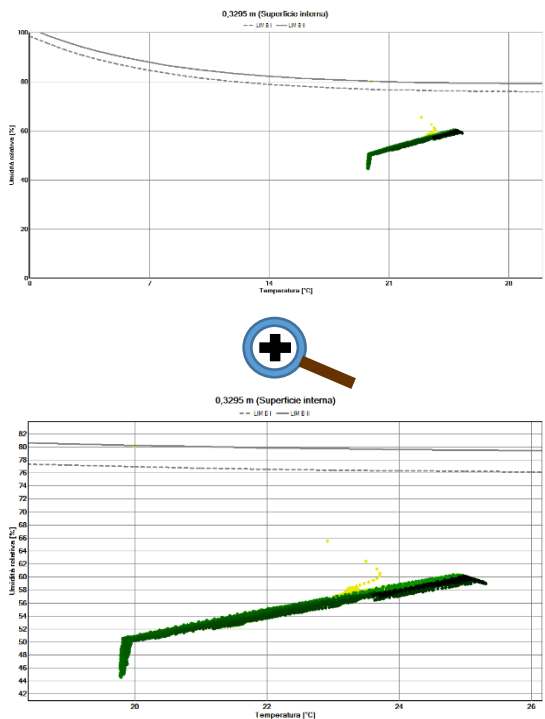 0,3295 m (Superficie interna)
LIM B I LIM B II
100
80
60
40
20
0
Umidità relativa [%]
0 7 14 21 28
Temperatura [°C]
0,3295 m (Superficie interna)
LIM B I LIM B II
82
80
78
76
74
72
70
68
66
64
62
60
58
56
54
52
50
48
46
44
42
Umidità relativa [%]
20 22 24 26
Temperatura [°C]